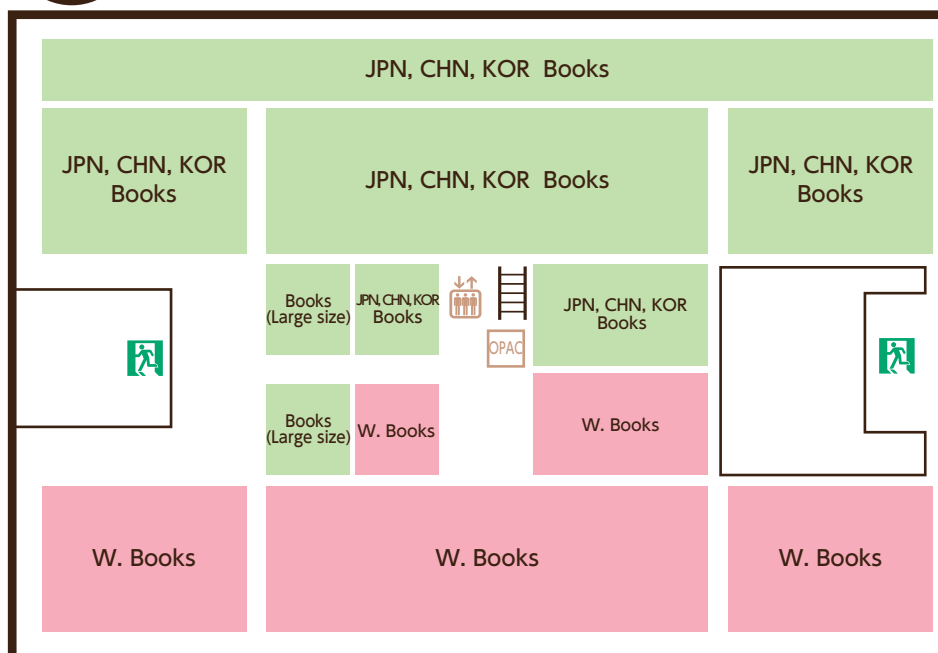 JPN, CHN, KOR Books
JPN, CHN, KOR
Books
JPN, CHN, KOR Books
JPN, CHN, KOR
Books
Books
(Large size)
JPN, CHN, KOR
Books
JPN, CHN, KOR
Books
OPAC
Books
(Large size)
W. Books
W. Books
W. Books
W. Books
W. Books